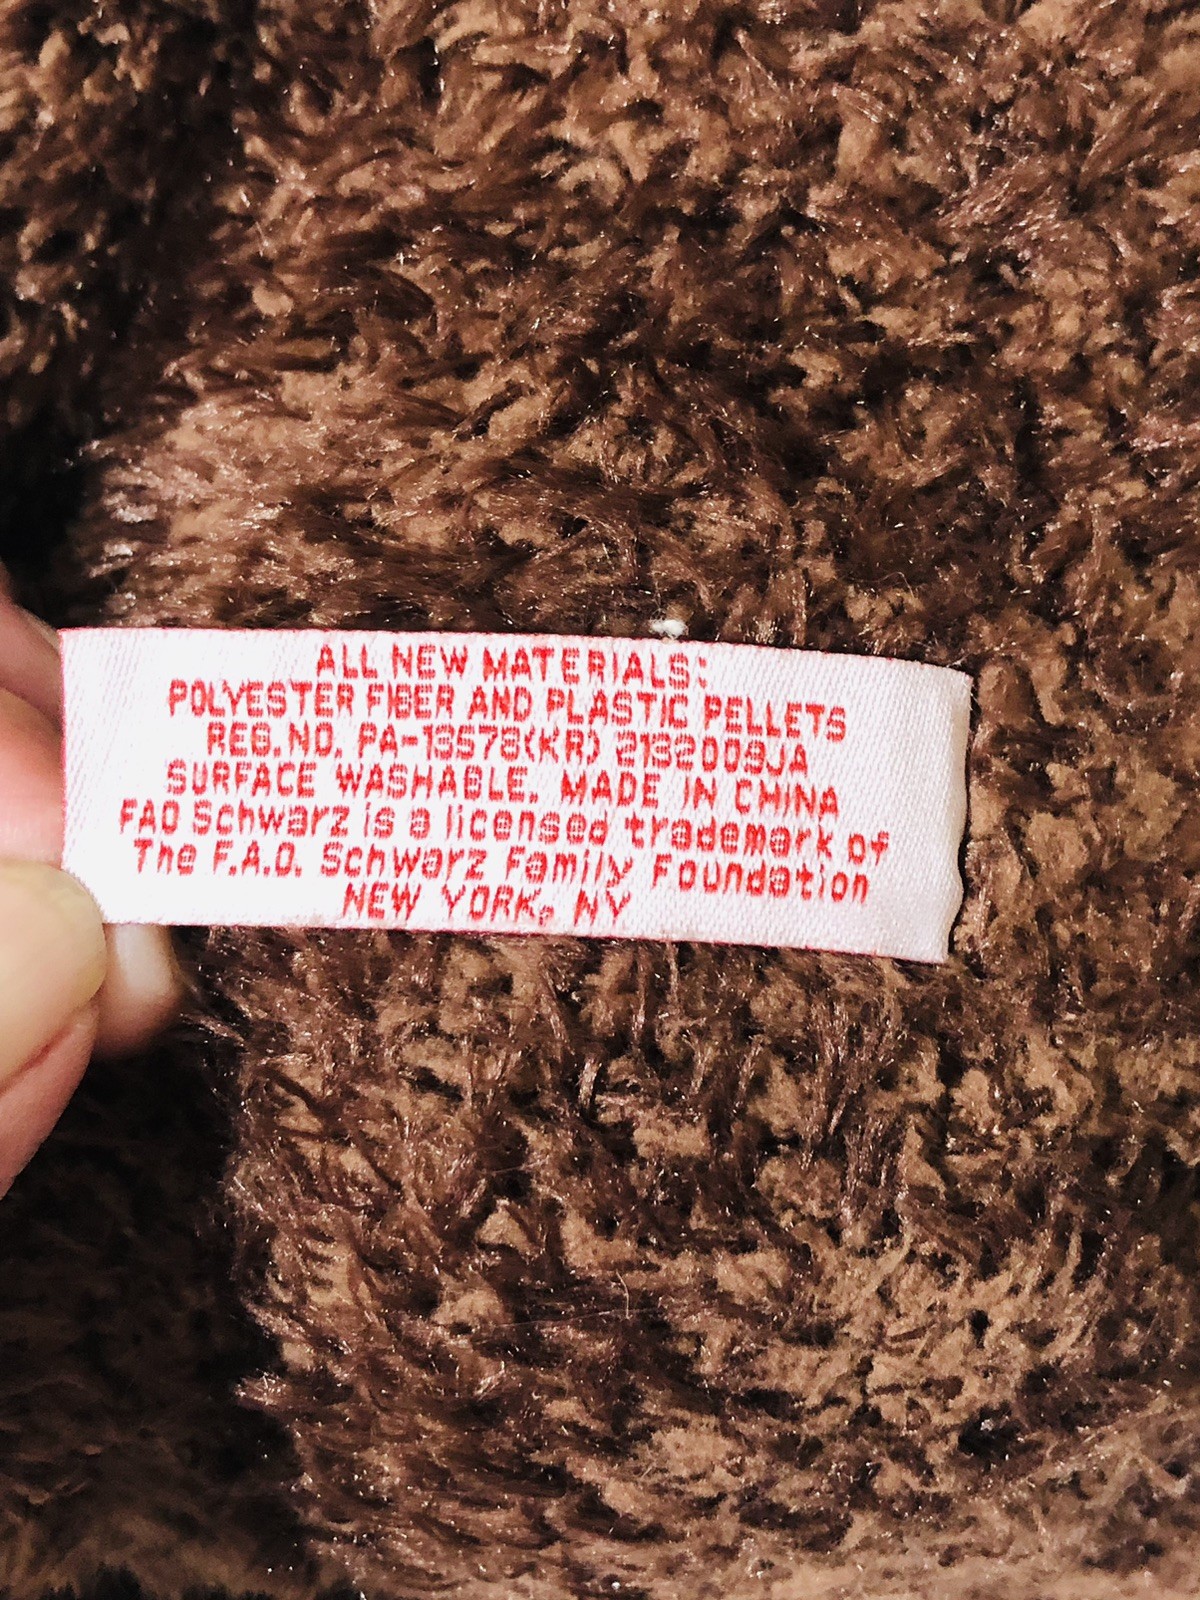 ALL NEW MATERIALS:
POLYESTER FIBER AND PLASTIC PELLETS
REG.NO. PA-13573(KR) 2132009JA
SURFACE WASHABLE. MADE IN CHINA
FAO Schwarz is a licensed trademark of
The F.A.O. Schwarz Family Foundation
NEW YORK, NY